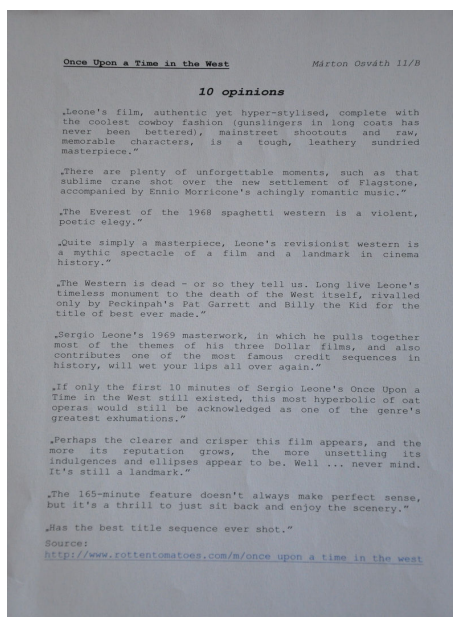 Once Upon a Time in the West Márton Osváth 11/B
10 opinions
„Leone's film, authentic yet hyper-stylised, complete with
the coolest cowboy fashion (gunslingers in long coats has
never been bettered), mainstreet shootouts and raw,
memorable characters, is a tough, leathery sundried
masterpiece.”
„There are plenty of unforgettable moments, such as that
sublime crane shot over the new settlement of Flagstone,
accompanied by Ennio Morricone's achingly romantic music.”
„The Everest of the 1968 spaghetti western is a violent,
poetic elegy.”
„Quite simply a masterpiece, Leone's revisionist western is
a mythic spectacle of a film and a landmark in cinema
history.”
„The Western is dead – or so they tell us. Long live Leone's
timeless monument to the death of the West itself, rivalled
only by Peckinpah's Pat Garrett and Billy the Kid for the
title of best ever made.”
„Sergio Leone's 1969 masterwork, in which he pulls together
most of the themes of his three Dollar films, and also
contributes one of the most famous credit sequences in
history, will wet your lips all over again.”
„If only the first 10 minutes of Sergio Leone's Once Upon a
Time in the West still existed, this most hyperbolic of oat
operas would still be acknowledged as one of the genre's
greatest exhumations.”
„Perhaps the clearer and crisper this film appears, and the
more its reputation grows, the more unsettling its
indulgences and ellipses appear to be. Well ... never mind.
It's still a landmark.”
„The 165-minute feature doesn't always make perfect sense,
but it's a thrill to just sit back and enjoy the scenery.”
„Has the best title sequence ever shot.”
Source:
http://www.rottentomatoes.com/m/once_upon_a_time_in_the_west